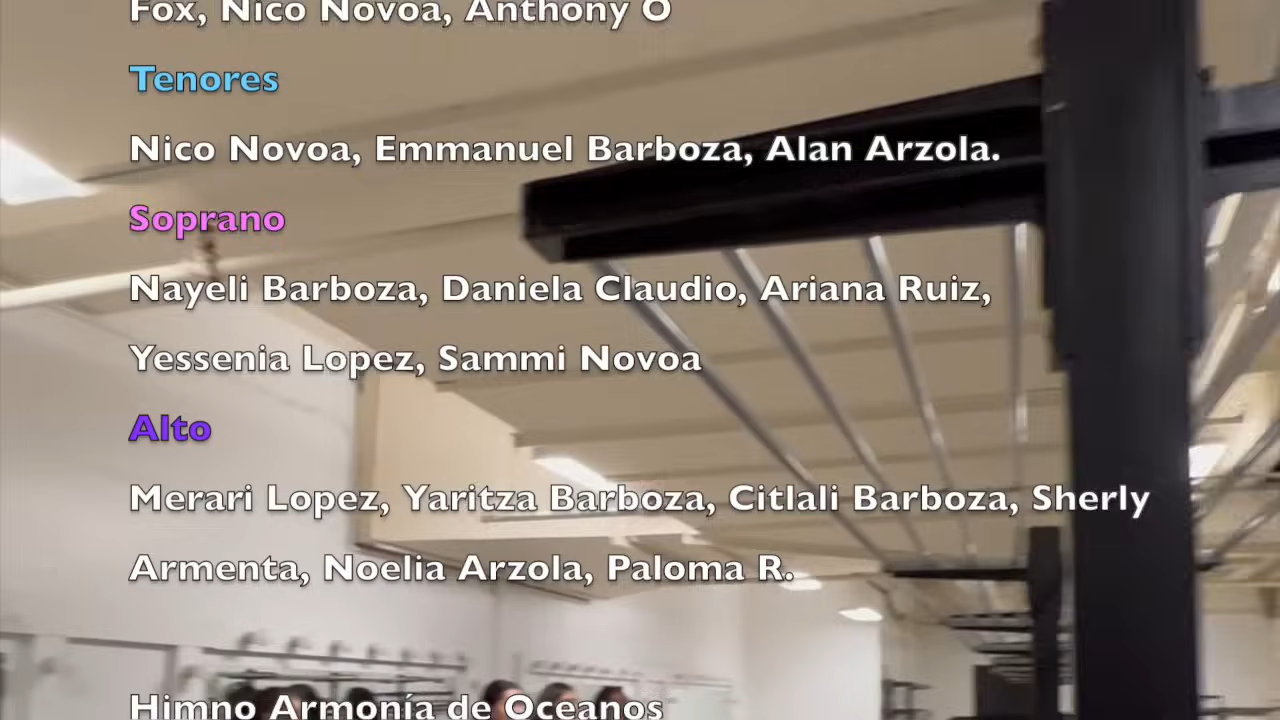 Fox, Nico Novoa, Anthony O
Tenores
Nico Novoa, Emmanuel Barboza, Alan Arzola.
Soprano
Nayeli Barboza, Daniela Claudio, Ariana Ruiz,
Yessenia Lopez, Sammi Novoa
Alto
Merari Lopez, Yaritza Barboza, Citlali Barboza, Sherly
Armenta, Noelia Arzola, Paloma R.
Himno Armonía de Oceanos